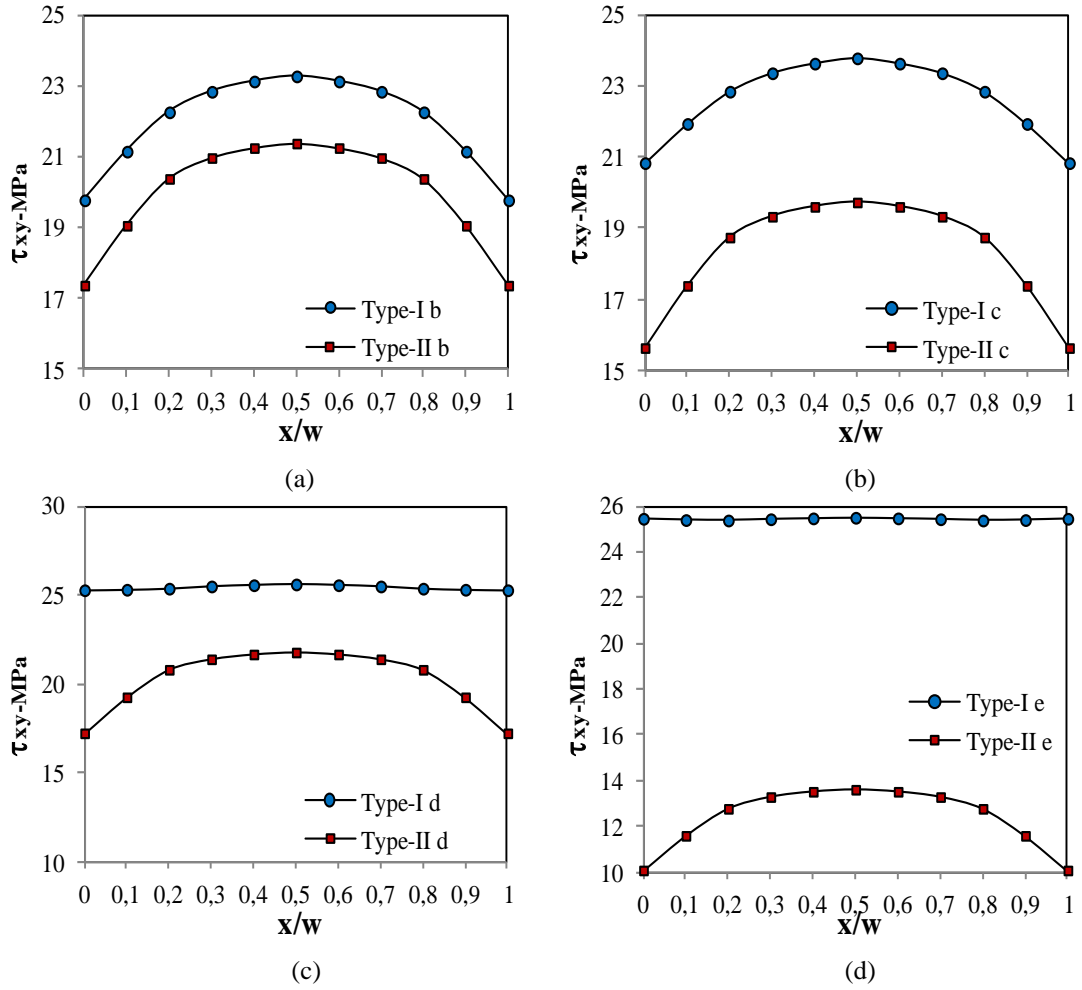 25
23
21
19
17
15
τxy-MPa
Type-I b
Type-II b
0 0,1 0,2 0,3 0,4 0,5 0,6 0,7 0,8 0,9 1
x/w
(a)
25
23
21
19
17
15
τxy-MPa
Type-I c
Type-II c
0 0,1 0,2 0,3 0,4 0,5 0,6 0,7 0,8 0,9 1
x/w
(b)
30
25
20
15
10
τxy-MPa
Type-I d
Type-II d
0 0,1 0,2 0,3 0,4 0,5 0,6 0,7 0,8 0,9 1
x/w
(c)
26
24
22
20
18
16
14
12
10
τxy-MPa
Type-I e
Type-II e
0 0,1 0,2 0,3 0,4 0,5 0,6 0,7 0,8 0,9 1
x/w
(d)